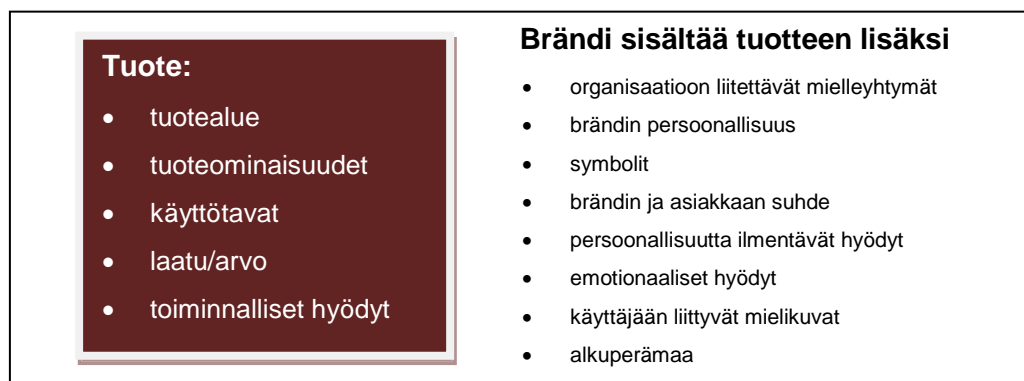 Tuote:
• tuotealue
• tuoteominaisuudet
• käyttötavat
• laatu/arvo
• toiminnalliset hyödyt
Brändi sisältää tuotteen lisäksi
• organisaatioon liitettävät mielleyhtymät
• brändin persoonallisuus
• symbolit
• brändin ja asiakkaan suhde
• persoonallisuutta ilmentävät hyödyt
• emotionaaliset hyödyt
• käyttäjään liittyvät mielikuvat
• alkuperämaa